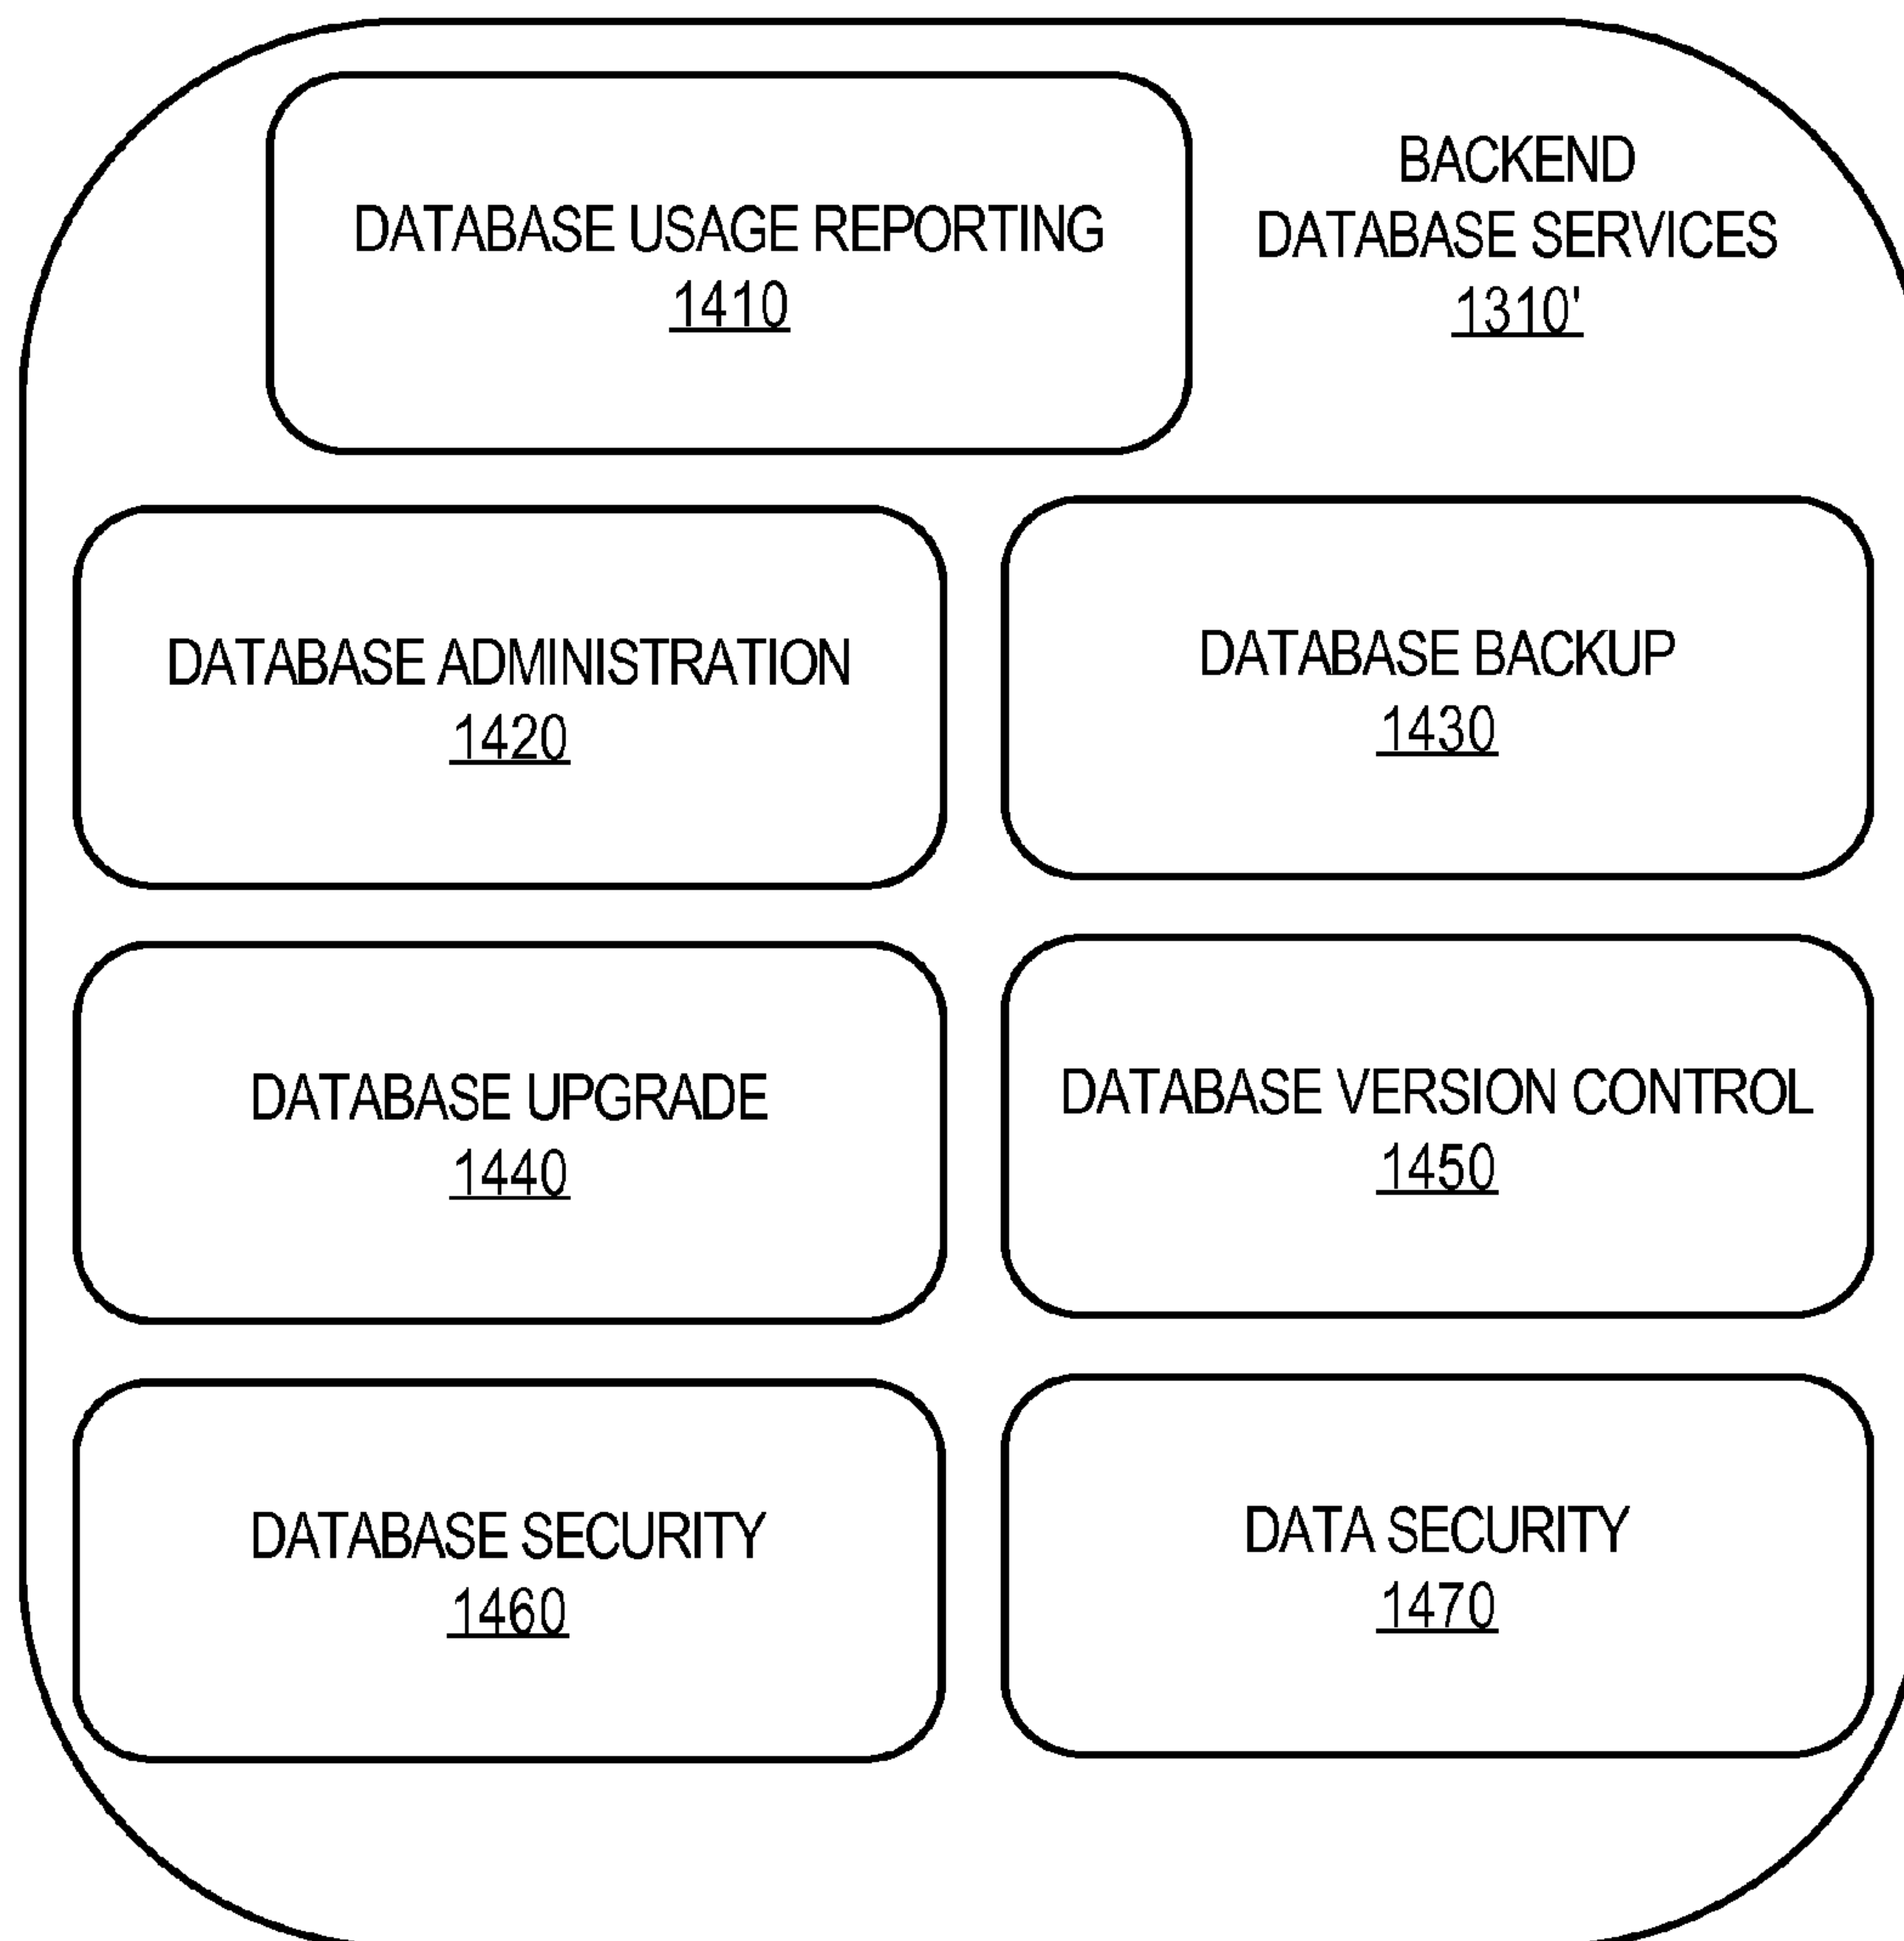 DATABASE USAGE REPORTING
1410
BACKEND
DATABASE SERVICES
1310'
DATABASE ADMINISTRATION
1420
DATABASE BACKUP
1430
DATABASE UPGRADE
1440
DATABASE VERSION CONTROL
1450
DATABASE SECURITY
1460
DATA SECURITY
1470